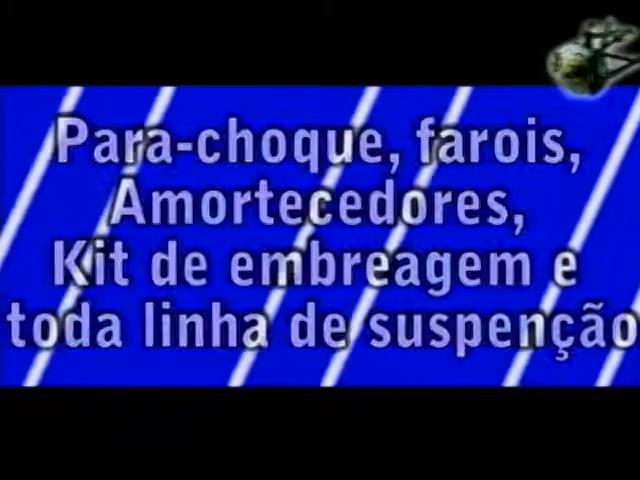 Para-choque, farois,
Amortecedores,
Kit de embreagem e
toda linha de suspenção